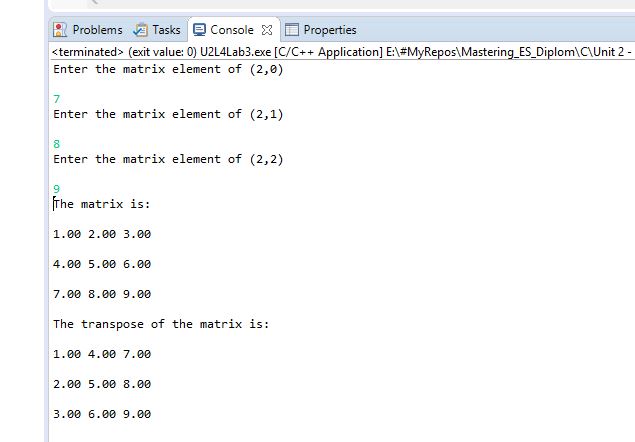 Problems Tasks Console Properties
<terminated> (exit value: 0) U2L4Lab3.exe [C/C++ Application] E:\#MyRepos\Mastering_ES_Diplom\C\Unit 2 -
Enter the matrix element of (2,0)
7
Enter the matrix element of (2,1)
8
Enter the matrix element of (2,2)
9
The matrix is:
1.00 2.00 3.00
4.00 5.00 6.00
7.00 8.00 9.00
The transpose of the matrix is:
1.00 4.00 7.00
2.00 5.00 8.00
3.00 6.00 9.00